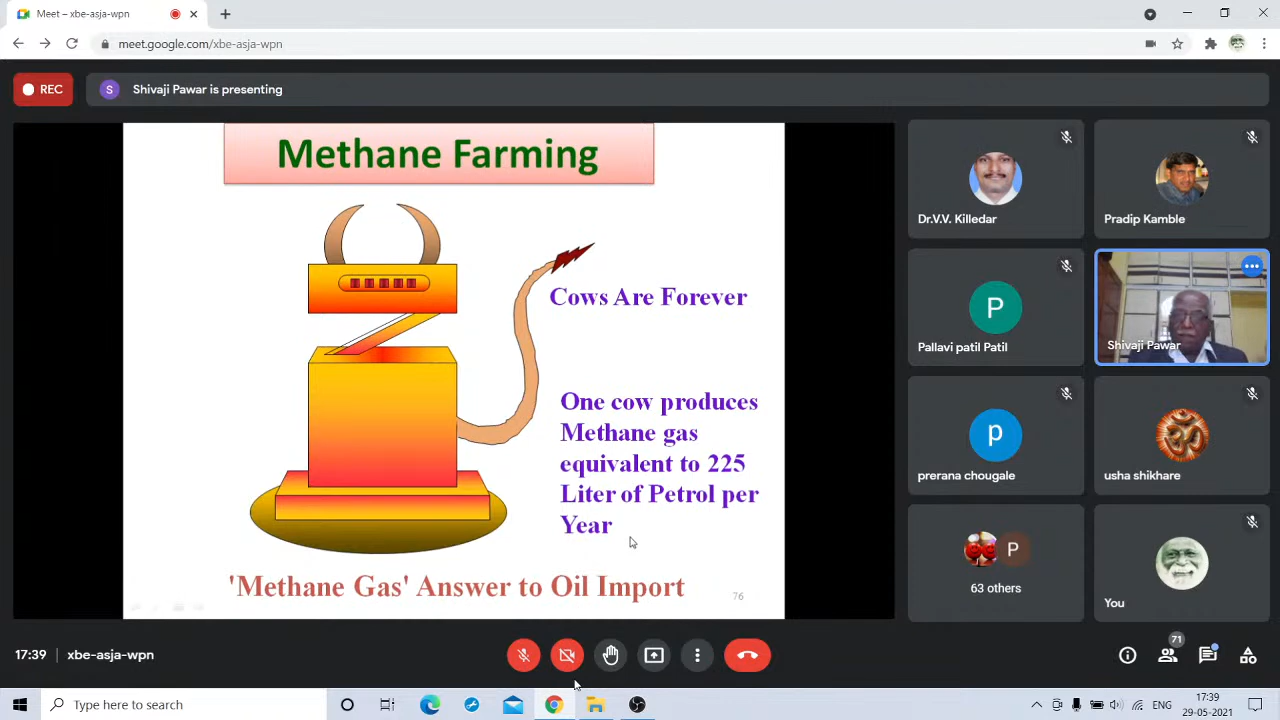 Meet – xbe-asja-wpn
meet.google.com/xbe-asja-wpn
REC
S
Shivaji Pawar is presenting
Methane Farming
Cows Are Forever
One cow produces
Methane gas
equivalent to 225
Liter of Petrol per
Year
'Methane Gas' Answer to Oil Import
76
Dr.V.V. Killedar
Pradip Kamble
P
Pallavi patil Patil
Shivaji Pawar
p
prerana chougale
usha shikhare
P
63 others
You
17:39
xbe-asja-wpn
71
Type here to search
ENG
17:39
29-05-2021